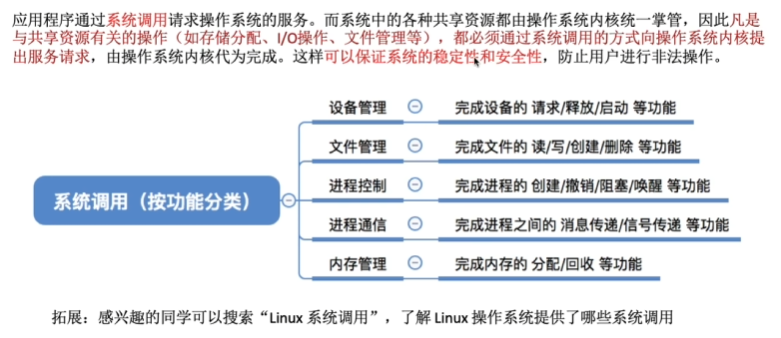 应用程序通过系统调用请求操作系统的服务。而系统中的各种共享资源都由操作系统内核统一掌管，因此凡是
与共享资源有关的操作（如存储分配、I/O操作、文件管理等），都必须通过系统调用的方式向操作系统内核提
出服务请求，由操作系统内核代为完成。这样可以保证系统的稳定性和安全性，防止用户进行非法操作。
系统调用（按功能分类）
设备管理 完成设备的 请求/释放/启动 等功能
文件管理 完成文件的 读/写/创建/删除 等功能
进程控制 完成进程的 创建/撤销/阻塞/唤醒 等功能
进程通信 完成进程之间的 消息传递/信号传递 等功能
内存管理 完成内存的 分配/回收 等功能
拓展：感兴趣的同学可以搜索“Linux 系统调用”，了解 Linux 操作系统提供了哪些系统调用